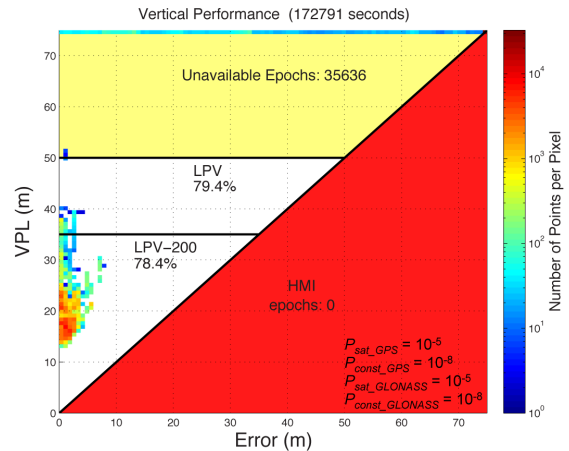 Vertical Performance (172791 seconds)
Unavailable Epochs: 35636
LPV
79.4%
LPV−200
78.4%
HMI
epochs: 0
P_sat_GPS = 10^-5
P_const_GPS = 10^-8
P_sat_GLONASS = 10^-5
P_const_GLONASS = 10^-8
VPL (m)
70
60
50
40
30
20
10
0
0 10 20 30 40 50 60 70
Error (m)
10^4
10^3
10^2
10^1
10^0
Number of Points per Pixel